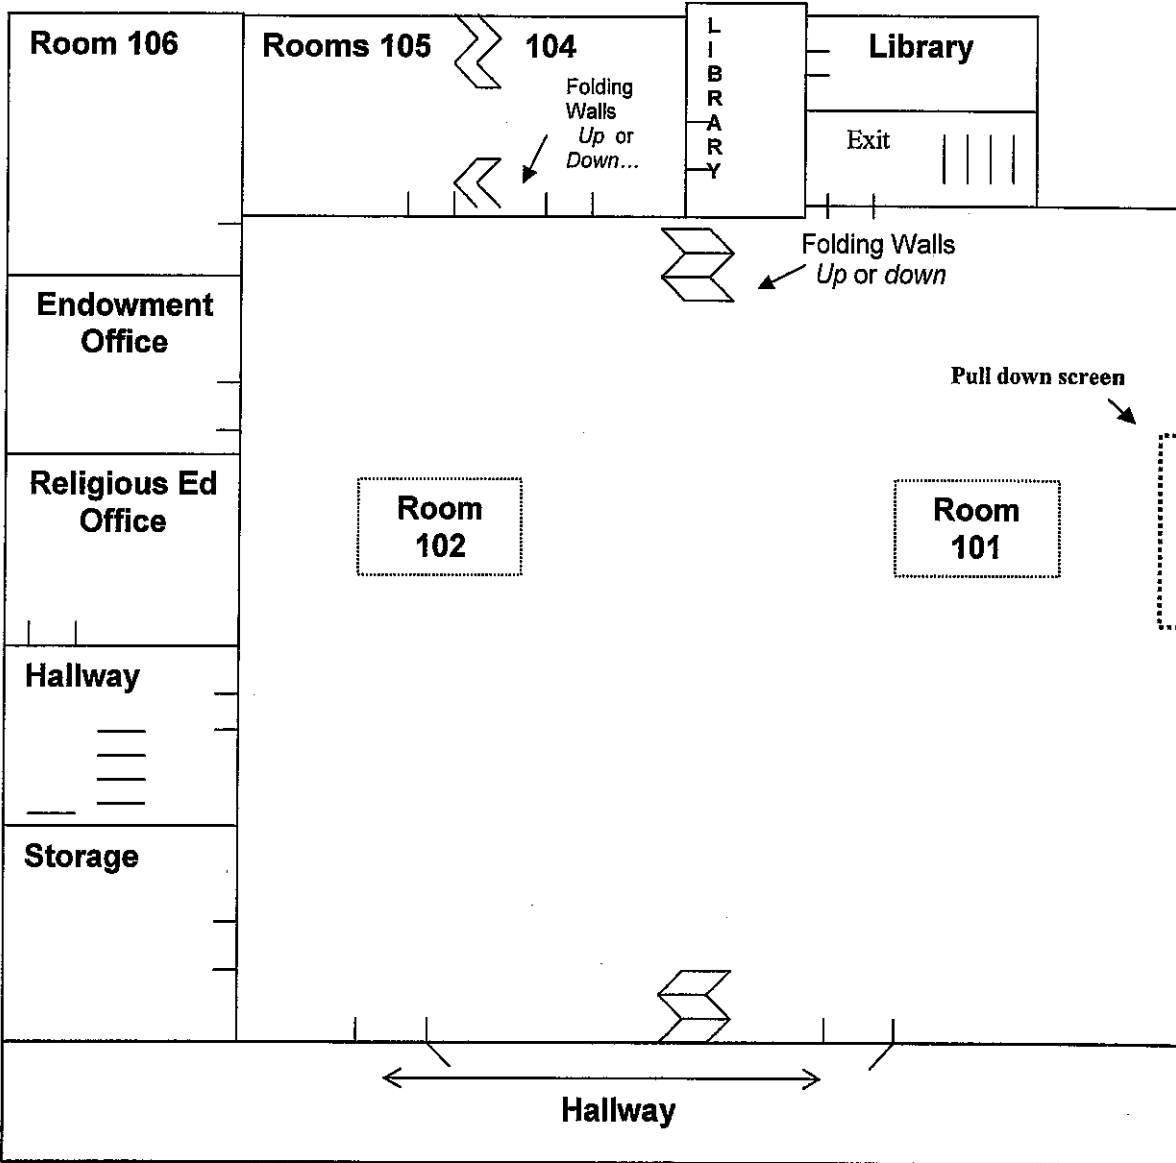 Room 106
Rooms 105
104
Folding
Walls
Up or
Down...
LIBRARY
Library
Exit
Folding Walls
Up or down
Endowment
Office
Pull down screen
Religious Ed
Office
Room
102
Room
101
Hallway
Storage
Hallway